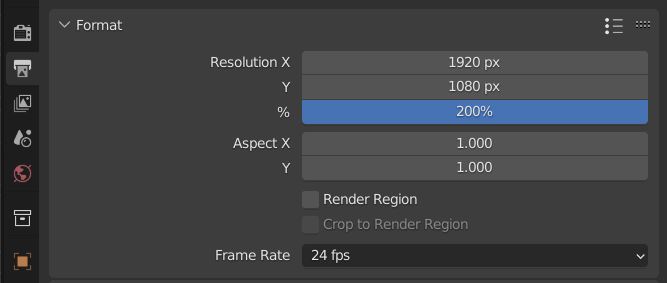 Format
Resolution X 1920 px
Y 1080 px
% 200%
Aspect X 1.000
Y 1.000
Render Region
Crop to Render Region
Frame Rate 24 fps